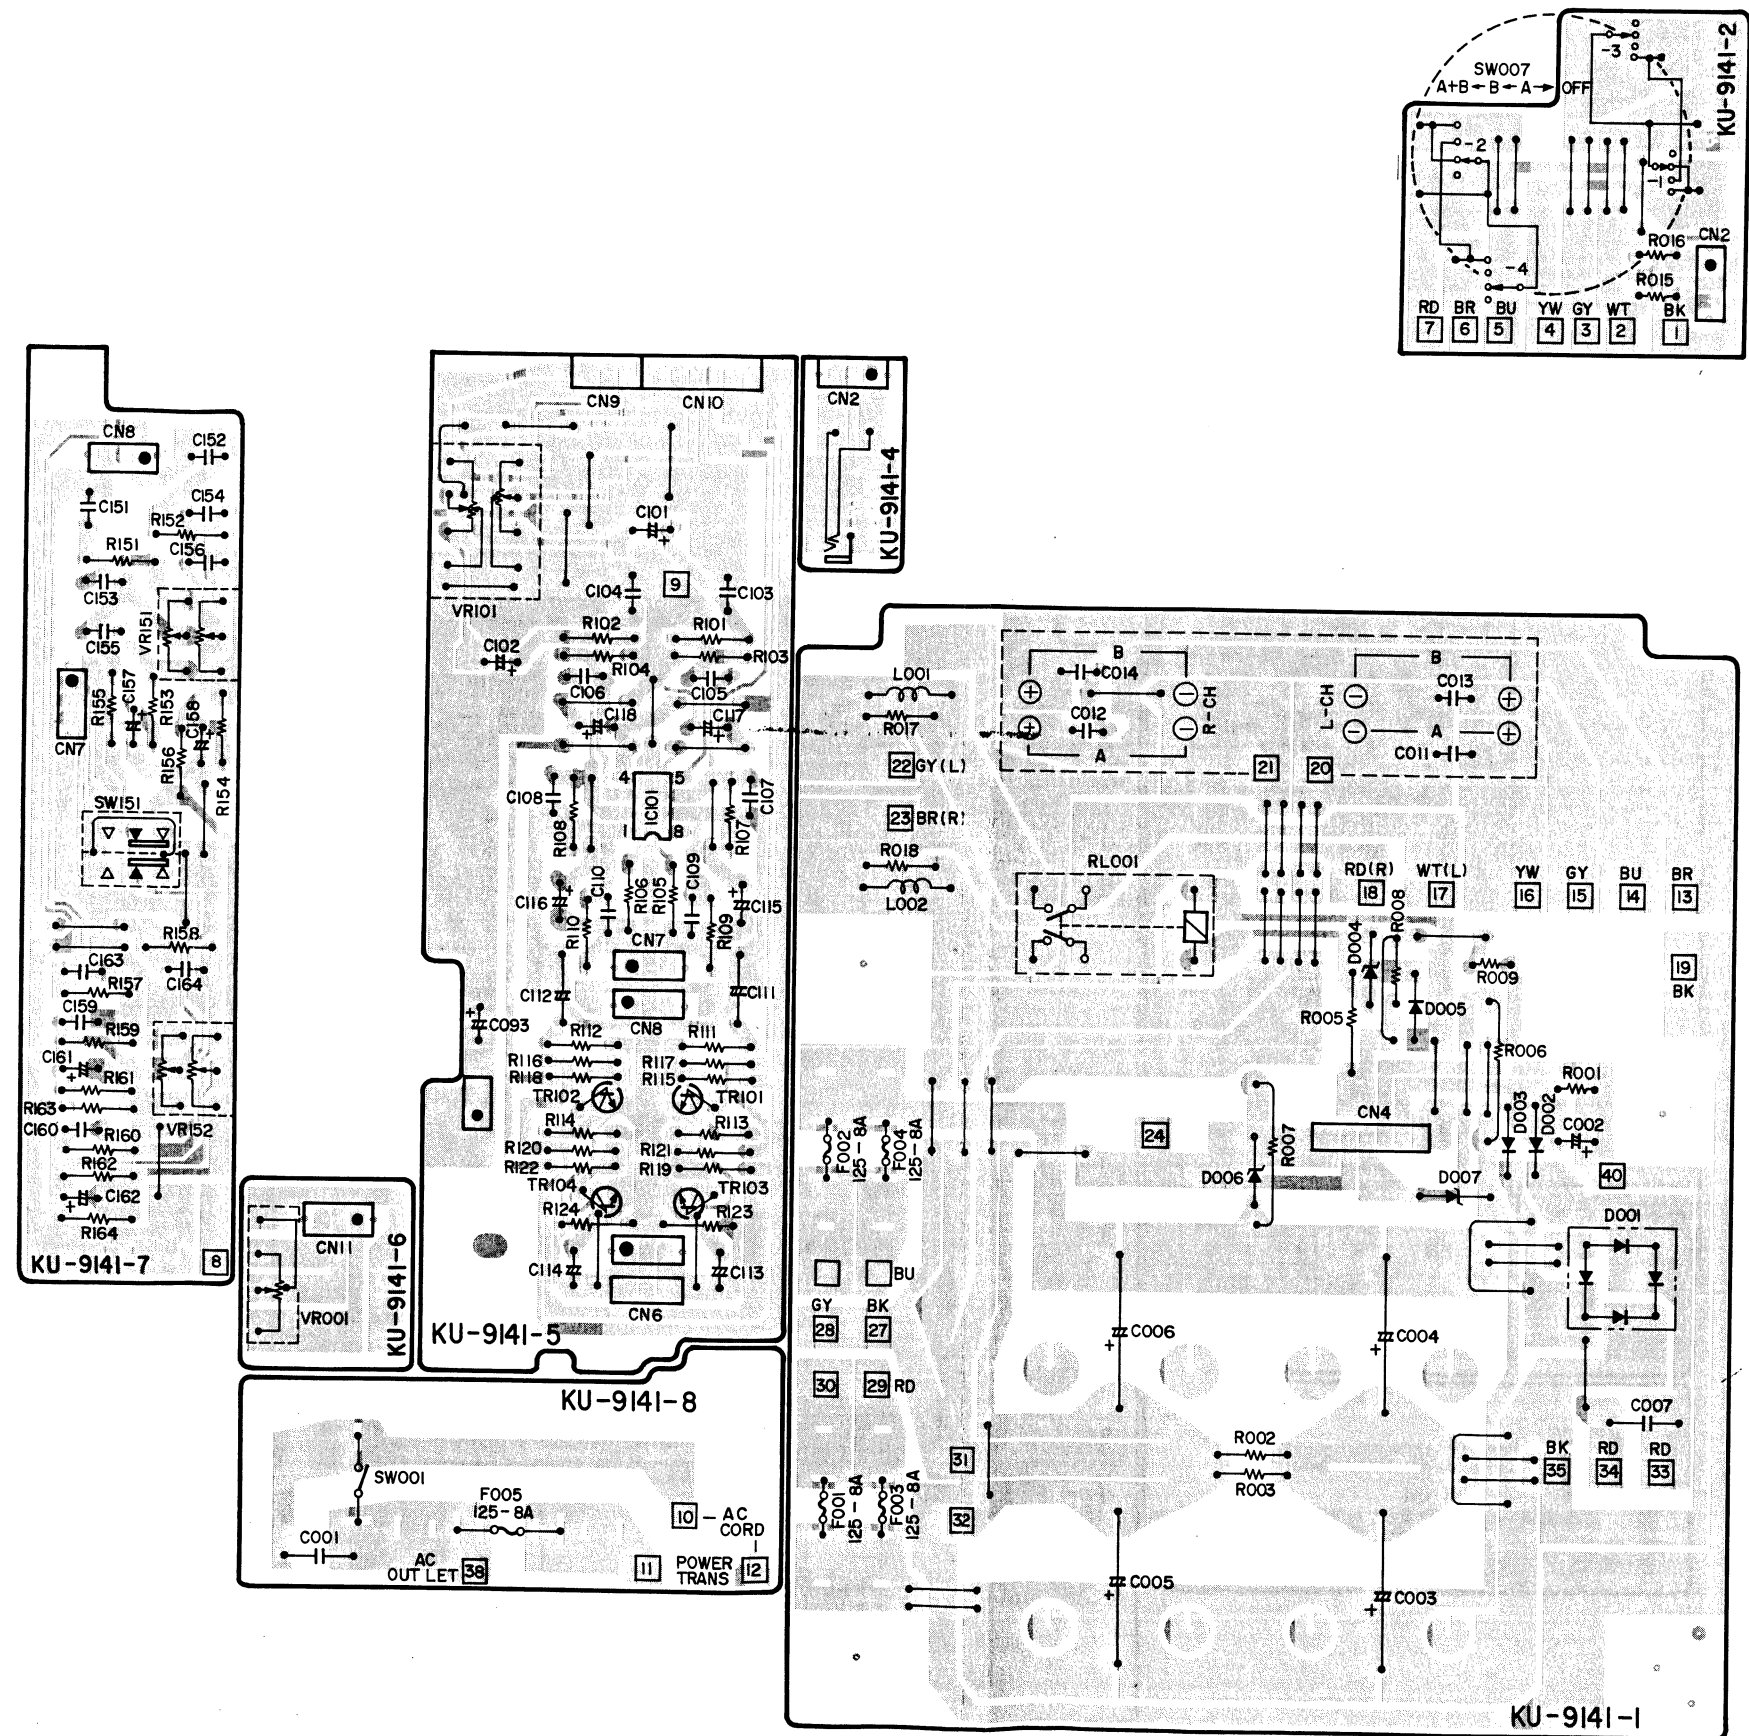 KU-9141-2
-3
SW007
A+B←B←A→OFF
-2
-1
R016
CN2
-4
R015
RD BR BU YW GY WT BK
7 6 5 4 3 2 1
CN8
C152
C151
C154
R152
R151
C156
C153
C155
VR151
R155
C157
R153
C158
CN7
R156
R154
SW151
R158
C163
R157
C164
C159
R159
C161
R161
R163
C160
R160
VR152
R162
C162
R164
KU-9141-7
8
CN11
VR001
KU-9141-6
CN9
CN10
C101
VR101
C104
9
C103
R102
R101
C102
R104
R103
C106
C105
C118
C117
4 5
C108
IC101
C107
R108
1 8
R107
C110
R106
R105
C109
C116
C115
R110
CN7
R109
C112
C111
C093
CN8
R112
R111
R116
R117
R118
R115
TR102
TR101
R114
R113
R120
R121
R122
R119
TR104
TR103
R124
R123
C114
C113
CN6
KU-9141-5
CN2
KU-9141-4
KU-9141-8
SW001
F005
125-8A
10 - AC
CORD
C001
AC
OUT LET 38
11
POWER
TRANS
12
L001
R017
22 GY(L)
23 BR(R)
R018
L002
B
C014
C012
A
R-CH
L-CH
B
C013
A
C011
21
20
RL001
RD(R)
18
WT(L)
17
YW
16
GY
15
BU
14
BR
13
D004
R008
R009
19
BK
R005
D005
R006
R001
F002
125-8A
F004
125-8A
24
CN4
D003
D002
C002
R007
D006
D007
40
D001
BU
GY
28
BK
27
C006
C004
30
29 RD
C007
R002
R003
31
BK
35
RD
34
RD
33
F001
125-8A
F003
125-8A
32
C005
C003
KU-9141-1